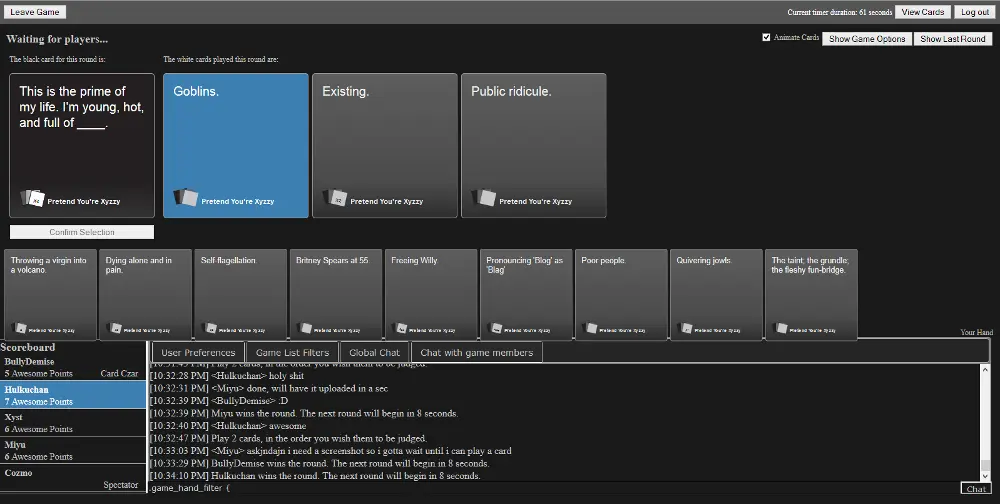 Leave Game
Current timer duration: 61 seconds
View Cards
Log out
Waiting for players...
Animate Cards
Show Game Options
Show Last Round
The black card for this round is:
The white cards played this round are:
This is the prime of
my life. I'm young, hot,
and full of ____.
Pretend You're Xyzzy
Goblins.
Pretend You're Xyzzy
Existing.
Pretend You're Xyzzy
Public ridicule.
Pretend You're Xyzzy
Confirm Selection
Throwing a virgin into
a volcano.
Pretend You're Xyzzy
Dying alone and in
pain.
Pretend You're Xyzzy
Self-flagellation
Pretend You're Xyzzy
Britney Spears at 55
Pretend You're Xyzzy
Freeing Willy.
Pretend You're Xyzzy
Pronouncing 'Blog' as
'Blag'
Pretend You're Xyzzy
Poor people.
Pretend You're Xyzzy
Quivering jowls.
Pretend You're Xyzzy
The taint; the grundle;
the fleshy fun-bridge.
Pretend You're Xyzzy
Your Hand
Scoreboard
BullyDemise
5 Awesome Points
Card Czar
Hulkuchan
7 Awesome Points
Xyst
6 Awesome Points
Miyu
6 Awesome Points
Cozmo
Spectator
User Preferences
Game List Filters
Global Chat
Chat with game members
Play 2 cards, in the order you wish them to be judged.
[10:32:28 PM] <Hulkuchan> holy shit
[10:32:31 PM] <Miyu> done, will have it uploaded in a sec
[10:32:39 PM] <BullyDemise> :D
[10:32:39 PM] Miyu wins the round. The next round will begin in 8 seconds.
[10:32:40 PM] <Hulkuchan> awesome
[10:32:47 PM] Play 2 cards, in the order you wish them to be judged.
[10:33:03 PM] <Miyu> askjndajn i need a screenshot so i gotta wait until i can play a card
[10:33:29 PM] BullyDemise wins the round. The next round will begin in 8 seconds.
[10:34:10 PM] Hulkuchan wins the round. The next round will begin in 8 seconds.
.game_hand_filter {
Chat